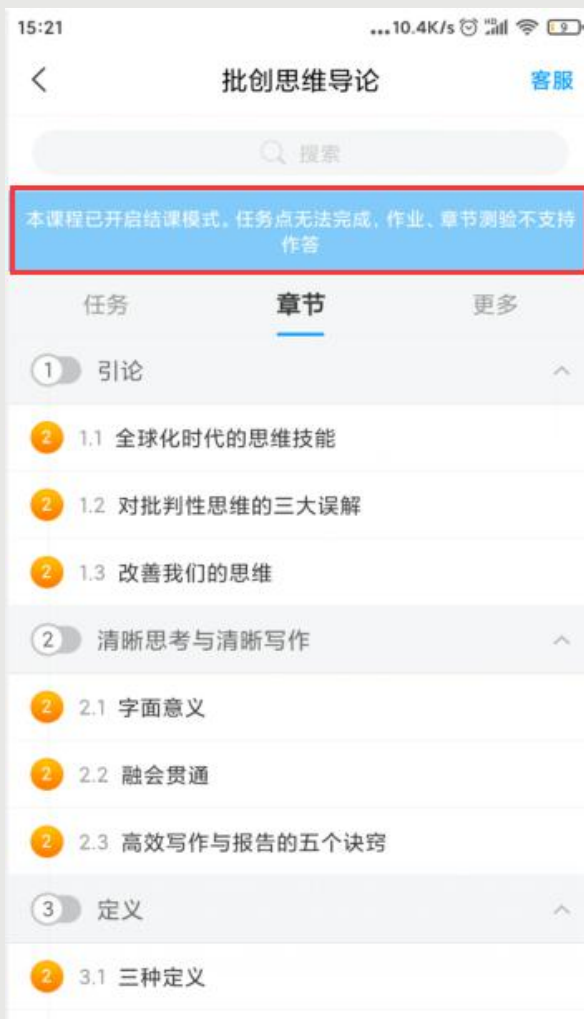 15:21 ...10.4K/s 9
批创思维导论 客服
搜索
本课程已开启结课模式。任务点无法完成，作业、章节测验不支持
作答
任务 章节 更多
1 引论
2 1.1 全球化时代的思维技能
2 1.2 对批判性思维的三大误解
2 1.3 改善我们的思维
2 清晰思考与清晰写作
2 2.1 字面意义
2 2.2 融会贯通
2 2.3 高效写作与报告的五个诀窍
3 定义
2 3.1 三种定义